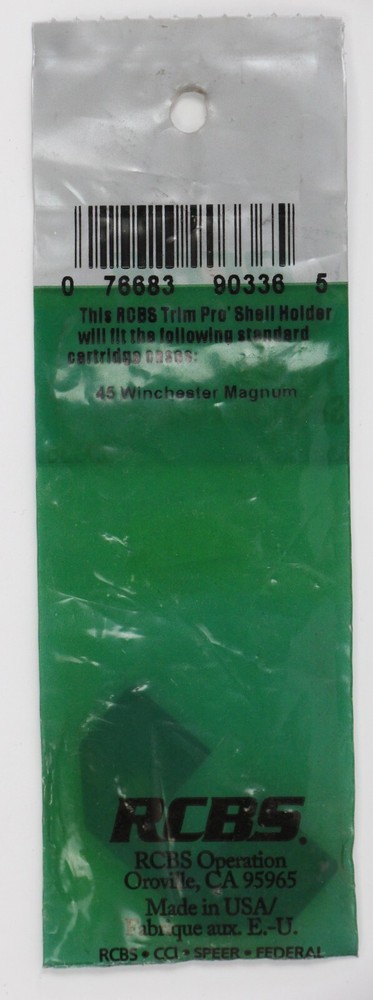 0 76683 90336 5
This RCBS Trim Pro' Shell Holder
will fit the following standard
cartridge cases:
45 Winchester Magnum
RCBS.
RCBS Operation
Oroville, CA 95965
Made in USA/
Fabrique aux. E.-U.
RCBS • CCI • SPEER • FEDERAL